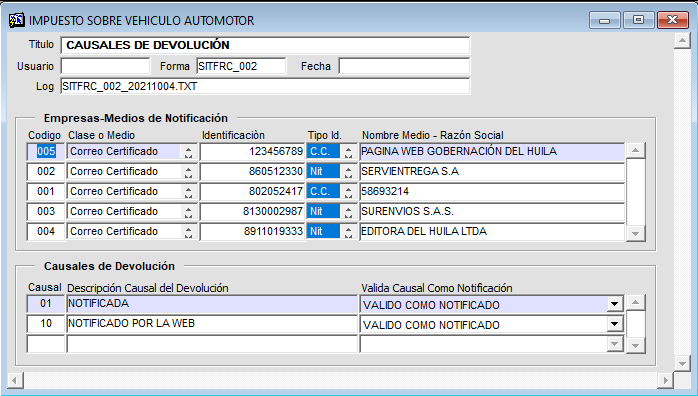 IMPUESTO SOBRE VEHICULO AUTOMOTOR
Titulo CAUSALES DE DEVOLUCIÓN
Usuario Forma SITFRC_002 Fecha
Log SITFRC_002_20211004.TXT
Empresas-Medios de Notificación
Codigo Clase o Medio Identificaciòn Tipo Id. Nombre Medio - Razón Social
005 Correo Certificado 123456789 C.C. PAGINA WEB GOBERNACIÓN DEL HUILA
002 Correo Certificado 860512330 Nit SERVIENTREGA S.A
001 Correo Certificado 802052417 C.C. 58693214
003 Correo Certificado 8130002987 Nit SURENVIOS S.A.S.
004 Correo Certificado 8911019333 Nit EDITORA DEL HUILA LTDA
Causales de Devolución
Causal Descripción Causal del Devolución Valida Causal Como Notificación
01 NOTIFICADA VALIDO COMO NOTIFICADO
10 NOTIFICADO POR LA WEB VALIDO COMO NOTIFICADO